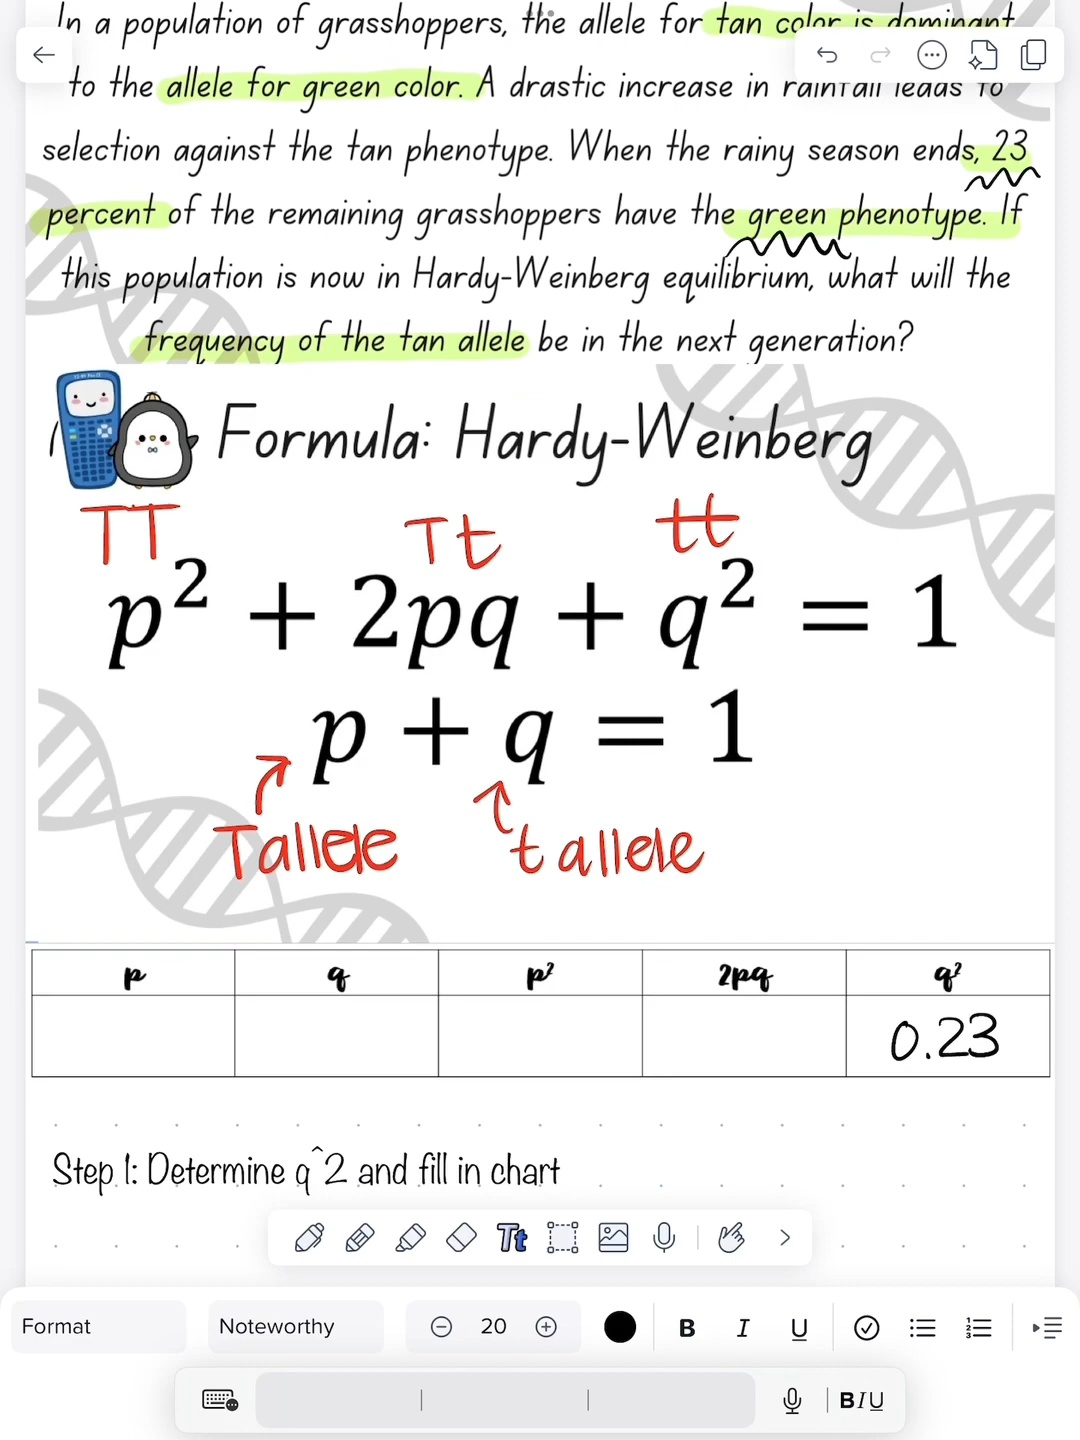 In a population of grasshoppers, the allele for tan color is dominant
to the allele for green color. A drastic increase in rainfall leads to
selection against the tan phenotype. When the rainy season ends, 23
percent of the remaining grasshoppers have the green phenotype. If
this population is now in Hardy-Weinberg equilibrium, what will the
frequency of the tan allele be in the next generation?
Formula: Hardy-Weinberg
TT Tt tt
p² + 2pq + q² = 1
p + q = 1
T allele t allele
p q p² 2pq q²
0.23
Step 1: Determine q^2 and fill in chart
Tt
Format Noteworthy 20 B I U
BIU